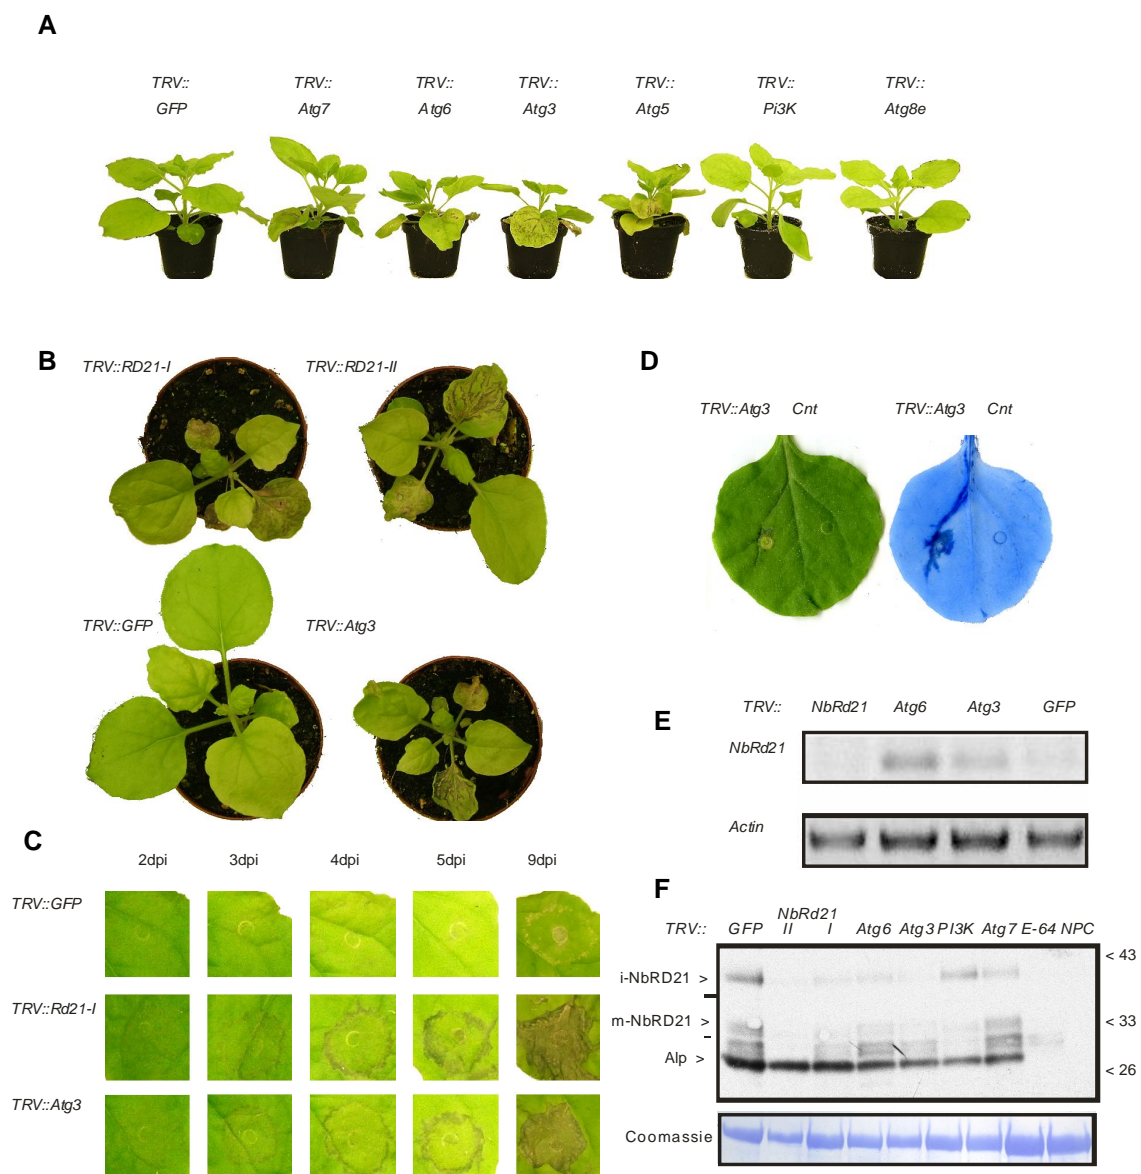 A
TRV:: TRV:: TRV:: TRV:: TRV:: TRV:: TRV::
GFP Atg7 Atg6 Atg3 Atg5 Pi3K Atg8e
B
TRV::RD21-I TRV::RD21-II
TRV::GFP TRV::Atg3
C
2dpi 3dpi 4dpi 5dpi 9dpi
TRV::GFP
TRV::Rd21-I
TRV::Atg3
D
TRV::Atg3 Cnt TRV::Atg3 Cnt
E
TRV:: NbRd21 Atg6 Atg3 GFP
NbRd21
Actin
F
NbRd21
TRV:: GFP II I Atg6 Atg3 PI3K Atg7 E-64 NPC
< 43
i-NbRD21 >
m-NbRD21 > < 33
Alp > < 26
Coomassie